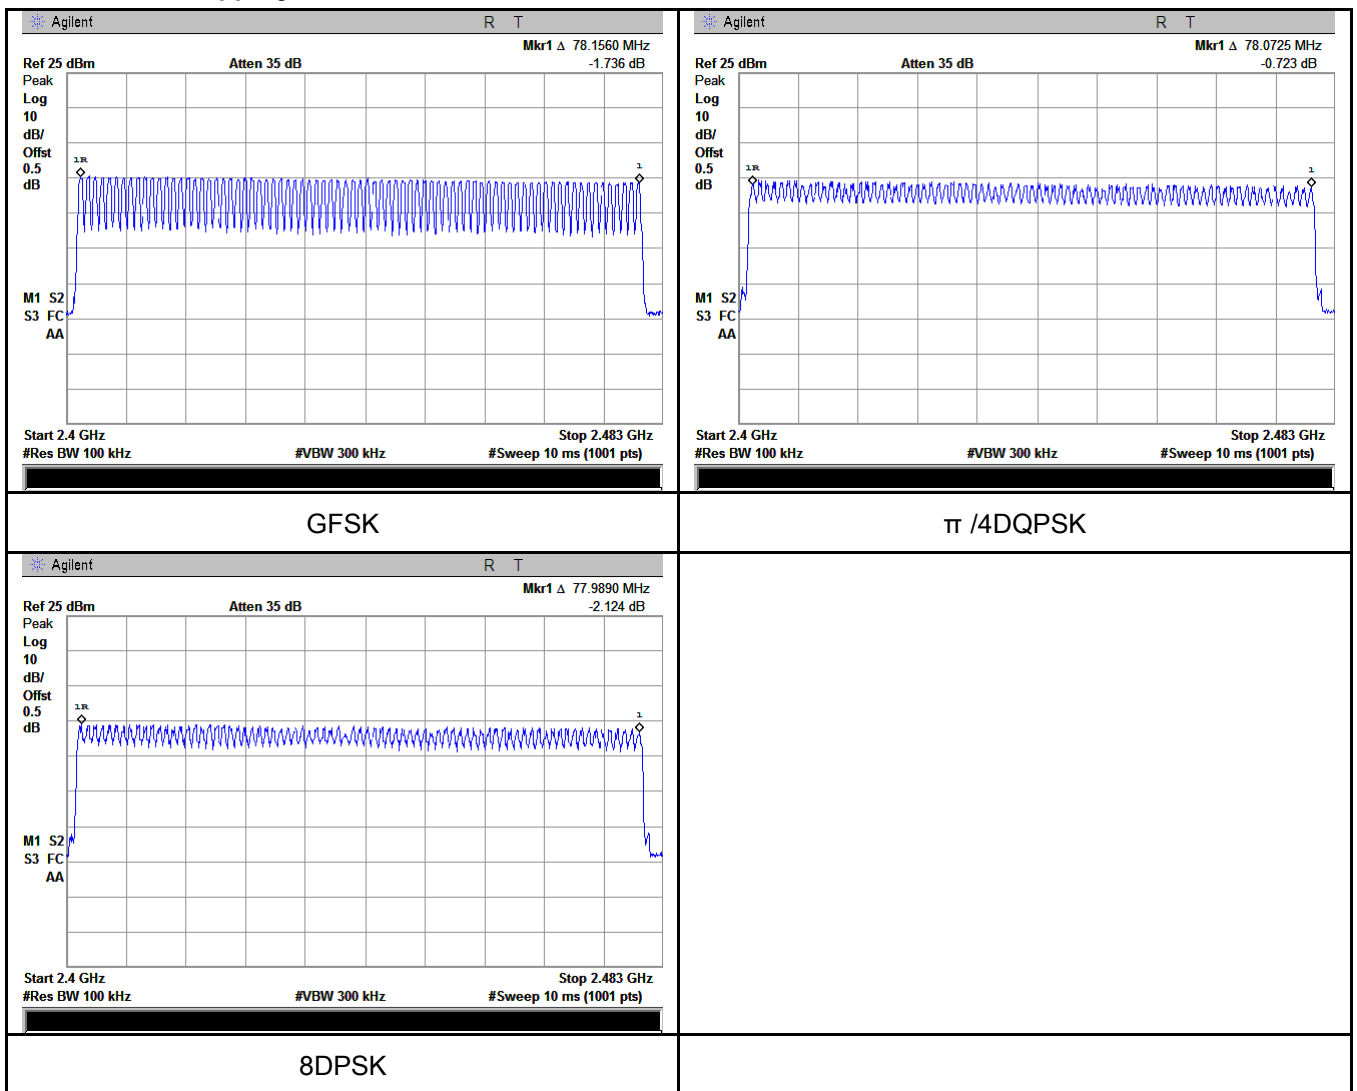 Agilent R T
Mkr1 Δ 78.1560 MHz
Ref 25 dBm Atten 35 dB -1.736 dB
Peak
Log
10
dB/
Offst
0.5
dB
1R
1
M1 S2
S3 FC
AA
Start 2.4 GHz Stop 2.483 GHz
#Res BW 100 kHz #VBW 300 kHz #Sweep 10 ms (1001 pts)
GFSK
Agilent R T
Mkr1 Δ 78.0725 MHz
Ref 25 dBm Atten 35 dB -0.723 dB
Peak
Log
10
dB/
Offst
0.5
dB
1R
1
M1 S2
S3 FC
AA
Start 2.4 GHz Stop 2.483 GHz
#Res BW 100 kHz #VBW 300 kHz #Sweep 10 ms (1001 pts)
π /4DQPSK
Agilent R T
Mkr1 Δ 77.9890 MHz
Ref 25 dBm Atten 35 dB -2.124 dB
Peak
Log
10
dB/
Offst
0.5
dB
1R
1
M1 S2
S3 FC
AA
Start 2.4 GHz Stop 2.483 GHz
#Res BW 100 kHz #VBW 300 kHz #Sweep 10 ms (1001 pts)
8DPSK